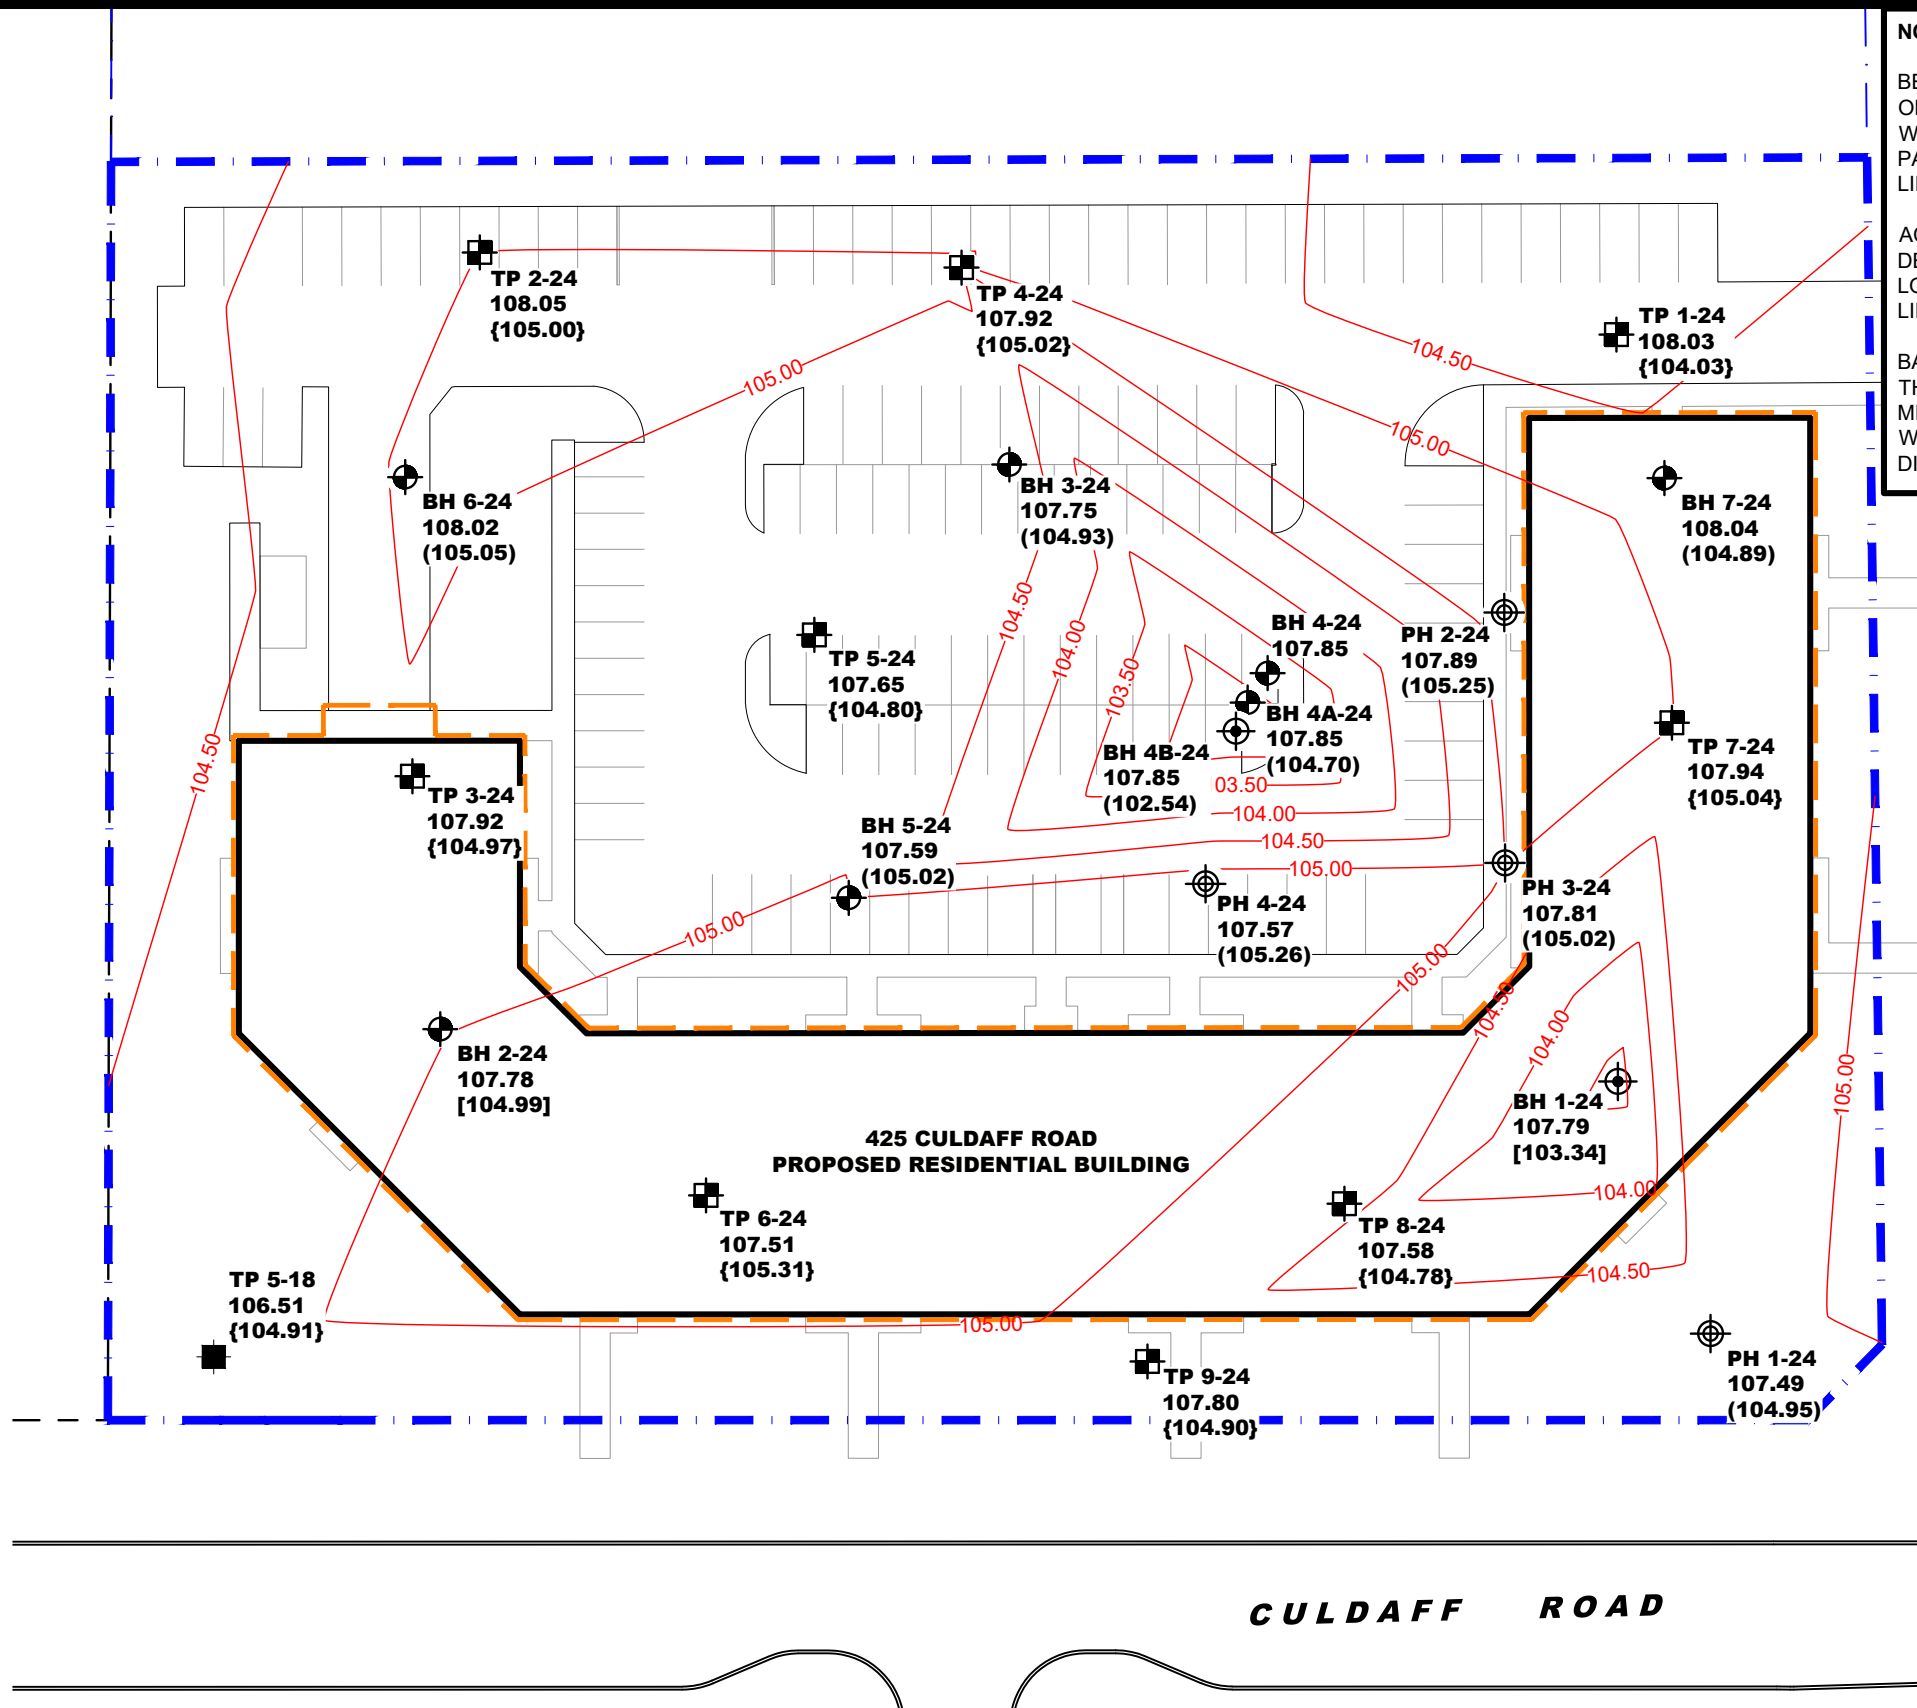 TP 2-24
108.05
{105.00}
TP 4-24
107.92
{105.02}
TP 1-24
108.03
{104.03}
104.50
105.00
105.00
BH 6-24
108.02
(105.05)
BH 3-24
107.75
(104.93)
BH 7-24
108.04
(104.89)
104.50
104.00
103.50
BH 4-24
107.85
PH 2-24
107.89
(105.25)
TP 5-24
107.65
{104.80}
BH 4A-24
107.85
(104.70)
BH 4B-24
107.85
(102.54)
03.50
104.00
104.50
105.00
TP 7-24
107.94
{105.04}
104.50
TP 3-24
107.92
{104.97}
BH 5-24
107.59
(105.02)
105.00
PH 4-24
107.57
(105.26)
PH 3-24
107.81
(105.02)
105.00
104.50
104.00
BH 2-24
107.78
[104.99]
BH 1-24
107.79
[103.34]
105.00
104.00
104.50
425 CULDAFF ROAD
PROPOSED RESIDENTIAL BUILDING
TP 6-24
107.51
{105.31}
TP 8-24
107.58
{104.78}
TP 5-18
106.51
{104.91}
105.00
TP 9-24
107.80
{104.90}
PH 1-24
107.49
(104.95)
CULDAFF ROAD